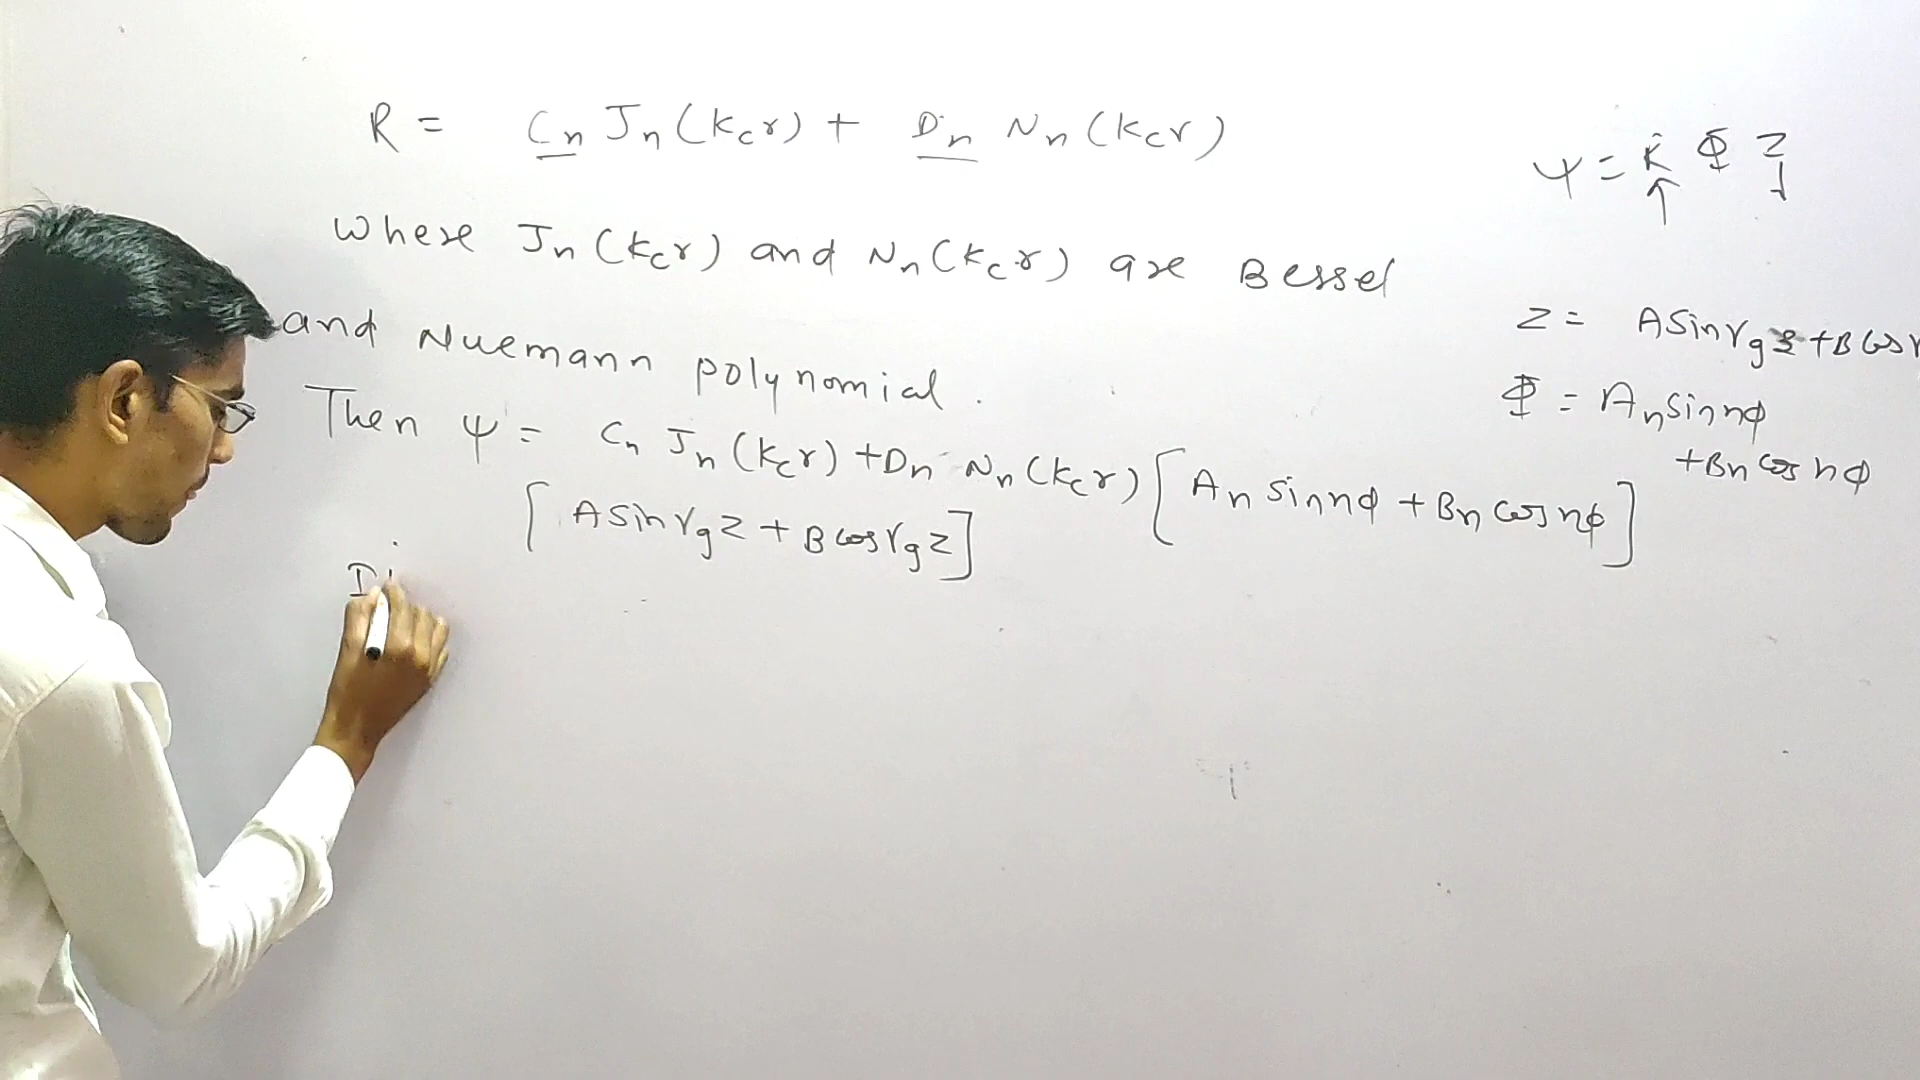 R = Cn Jn (kcr) + Dn Nn (kcr)
ψ = R Φ Z
where Jn (kcr) and Nn (kcr) are Bessel
and Nuemann polynomial.
Z = A Sin γg z + B Cos γ
Φ = An sin nφ
+ Bn cos nφ
Then ψ = Cn Jn (kcr) + Dn Nn (kcr) [An sin nφ + Bn cos nφ]
[A sin γg z + B cos γg z]
Di